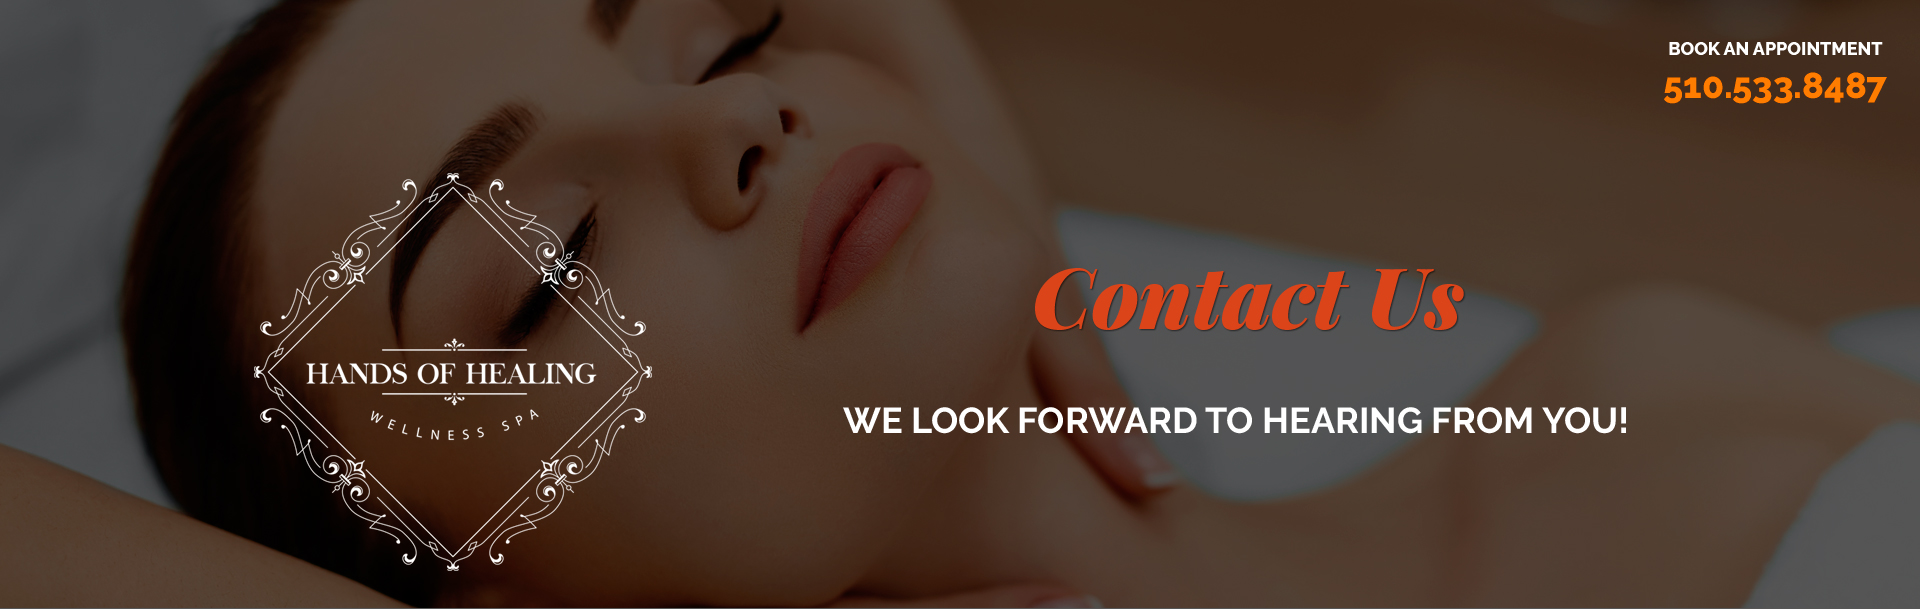 BOOK AN APPOINTMENT
510.533.8487
Contact Us
HANDS OF HEALING
WELLNESS SPA
WE LOOK FORWARD TO HEARING FROM YOU!